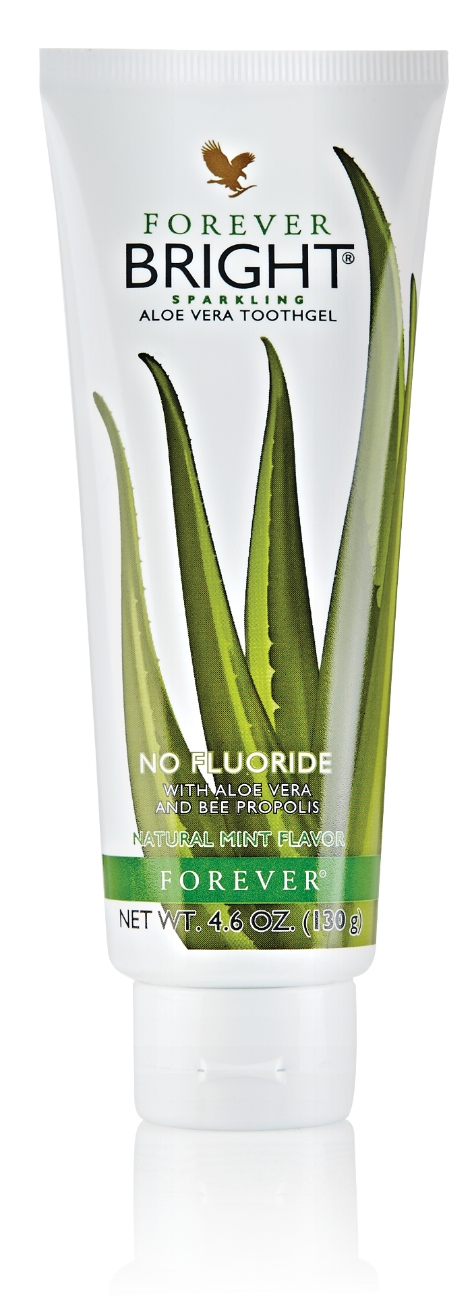 FOREVER
BRIGHT®
SPARKLING
ALOE VERA TOOTHGEL
NO FLUORIDE
WITH ALOE VERA
AND BEE PROPOLIS
NATURAL MINT FLAVOR
FOREVER®
NET WT. 4.6 OZ. (130 g)